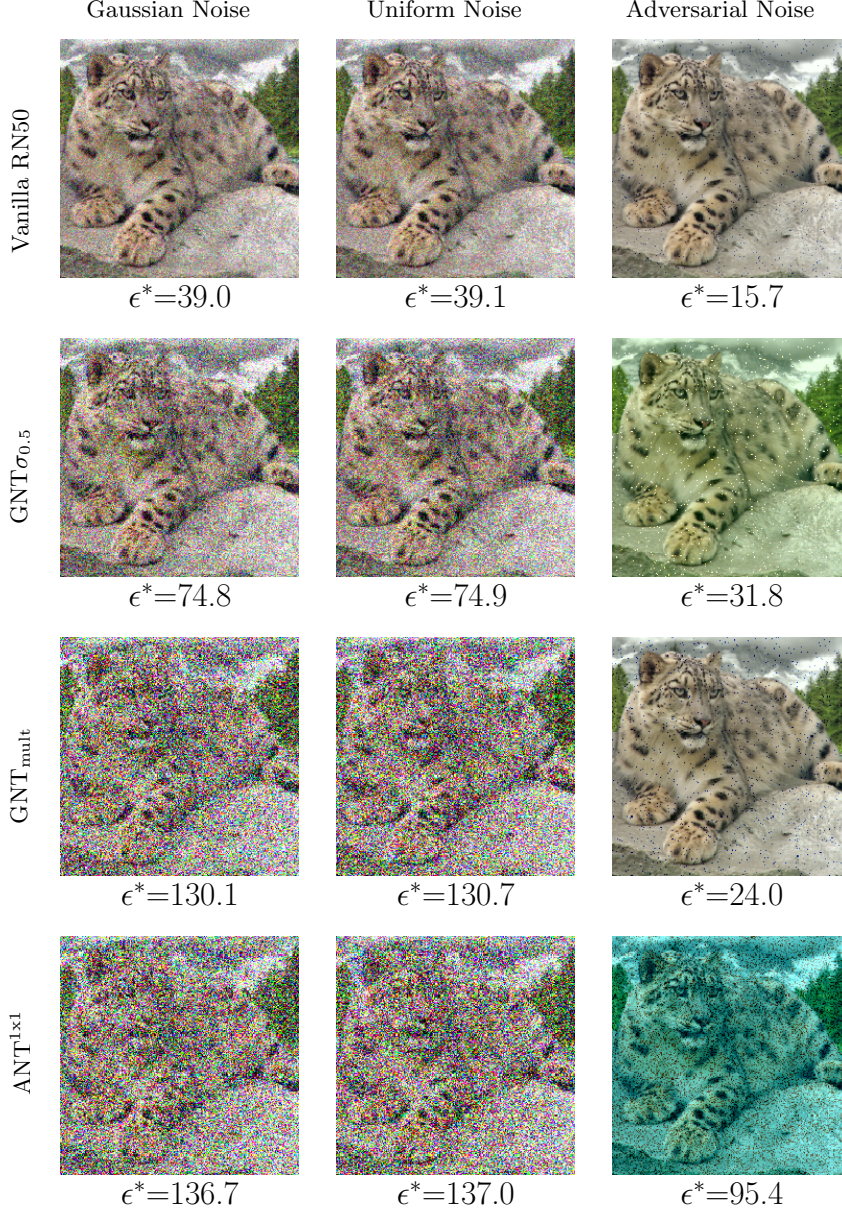 Gaussian Noise Uniform Noise Adversarial Noise
Vanilla RN50
ϵ*=39.0 ϵ*=39.1 ϵ*=15.7
GNTσ0.5
ϵ*=74.8 ϵ*=74.9 ϵ*=31.8
GNTmult
ϵ*=130.1 ϵ*=130.7 ϵ*=24.0
ANT1x1
ϵ*=136.7 ϵ*=137.0 ϵ*=95.4